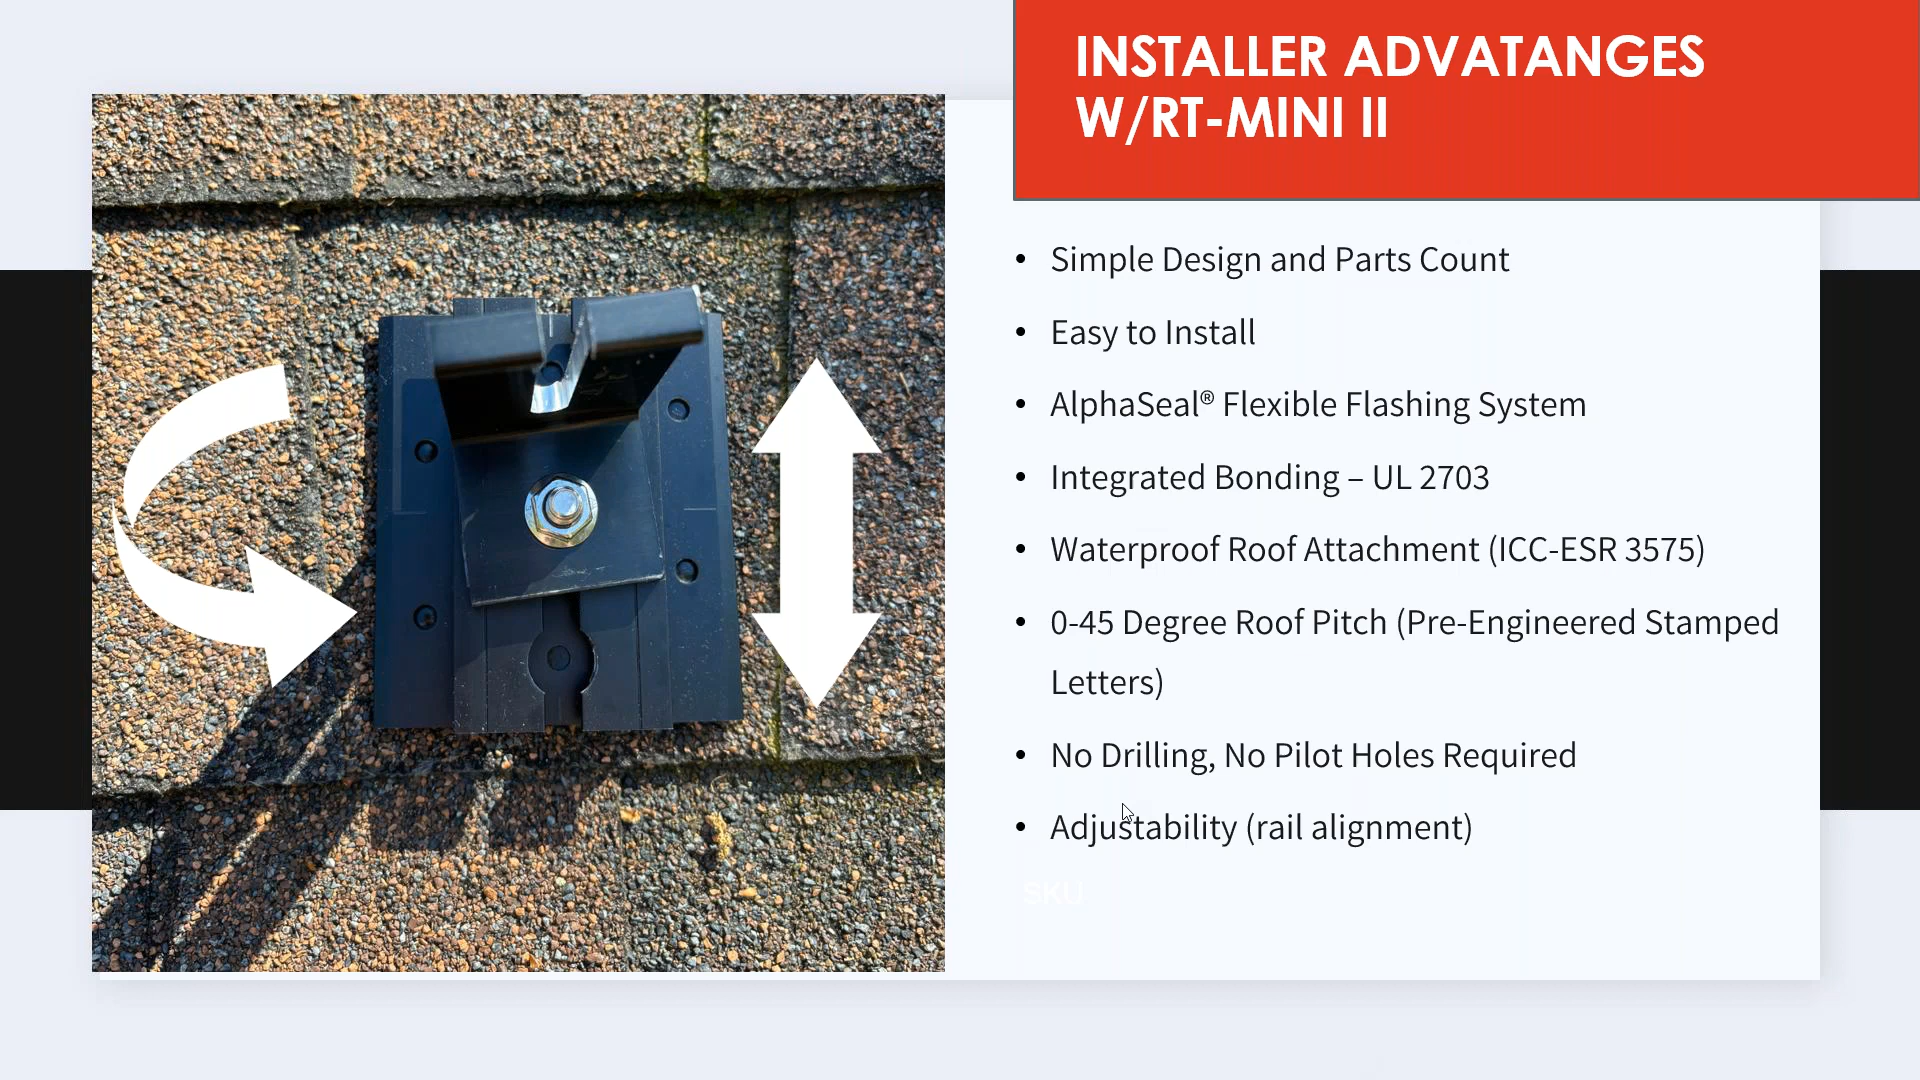 INSTALLER ADVATANGES
W/RT-MINI II
• Simple Design and Parts Count
• Easy to Install
• AlphaSeal® Flexible Flashing System
• Integrated Bonding – UL 2703
• Waterproof Roof Attachment (ICC-ESR 3575)
• 0-45 Degree Roof Pitch (Pre-Engineered Stamped
Letters)
• No Drilling, No Pilot Holes Required
• Adjustability (rail alignment)
SKU